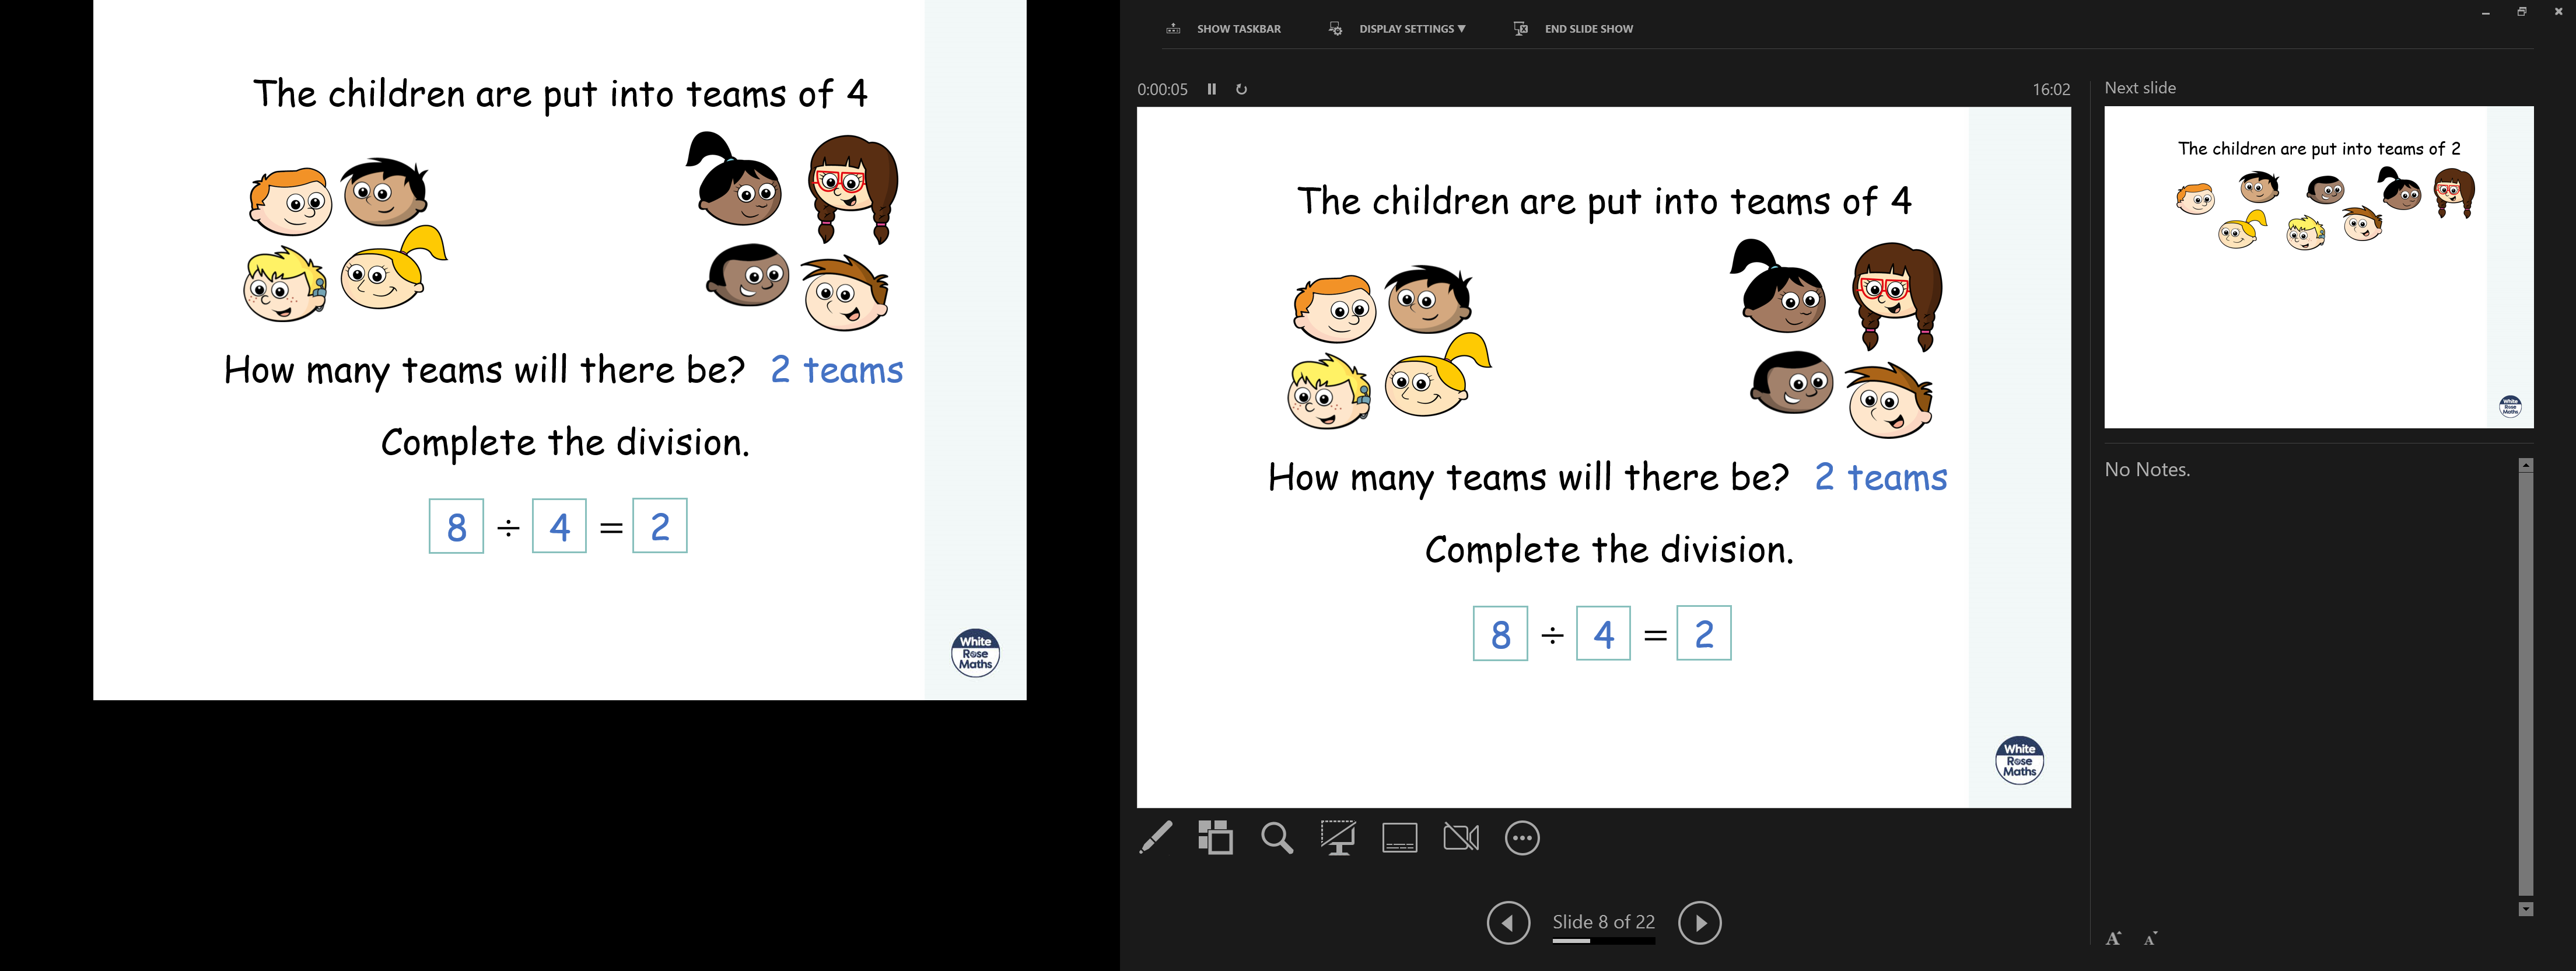 The children are put into teams of 4
How many teams will there be? 2 teams
Complete the division.
8 ÷ 4 = 2
White
Rose
Maths
SHOW TASKBAR
DISPLAY SETTINGS ▼
END SLIDE SHOW
0:00:05
16:02
The children are put into teams of 4
How many teams will there be? 2 teams
Complete the division.
8 ÷ 4 = 2
White
Rose
Maths
Slide 8 of 22
Next slide
The children are put into teams of 2
White
Rose
Maths
No Notes.
A A